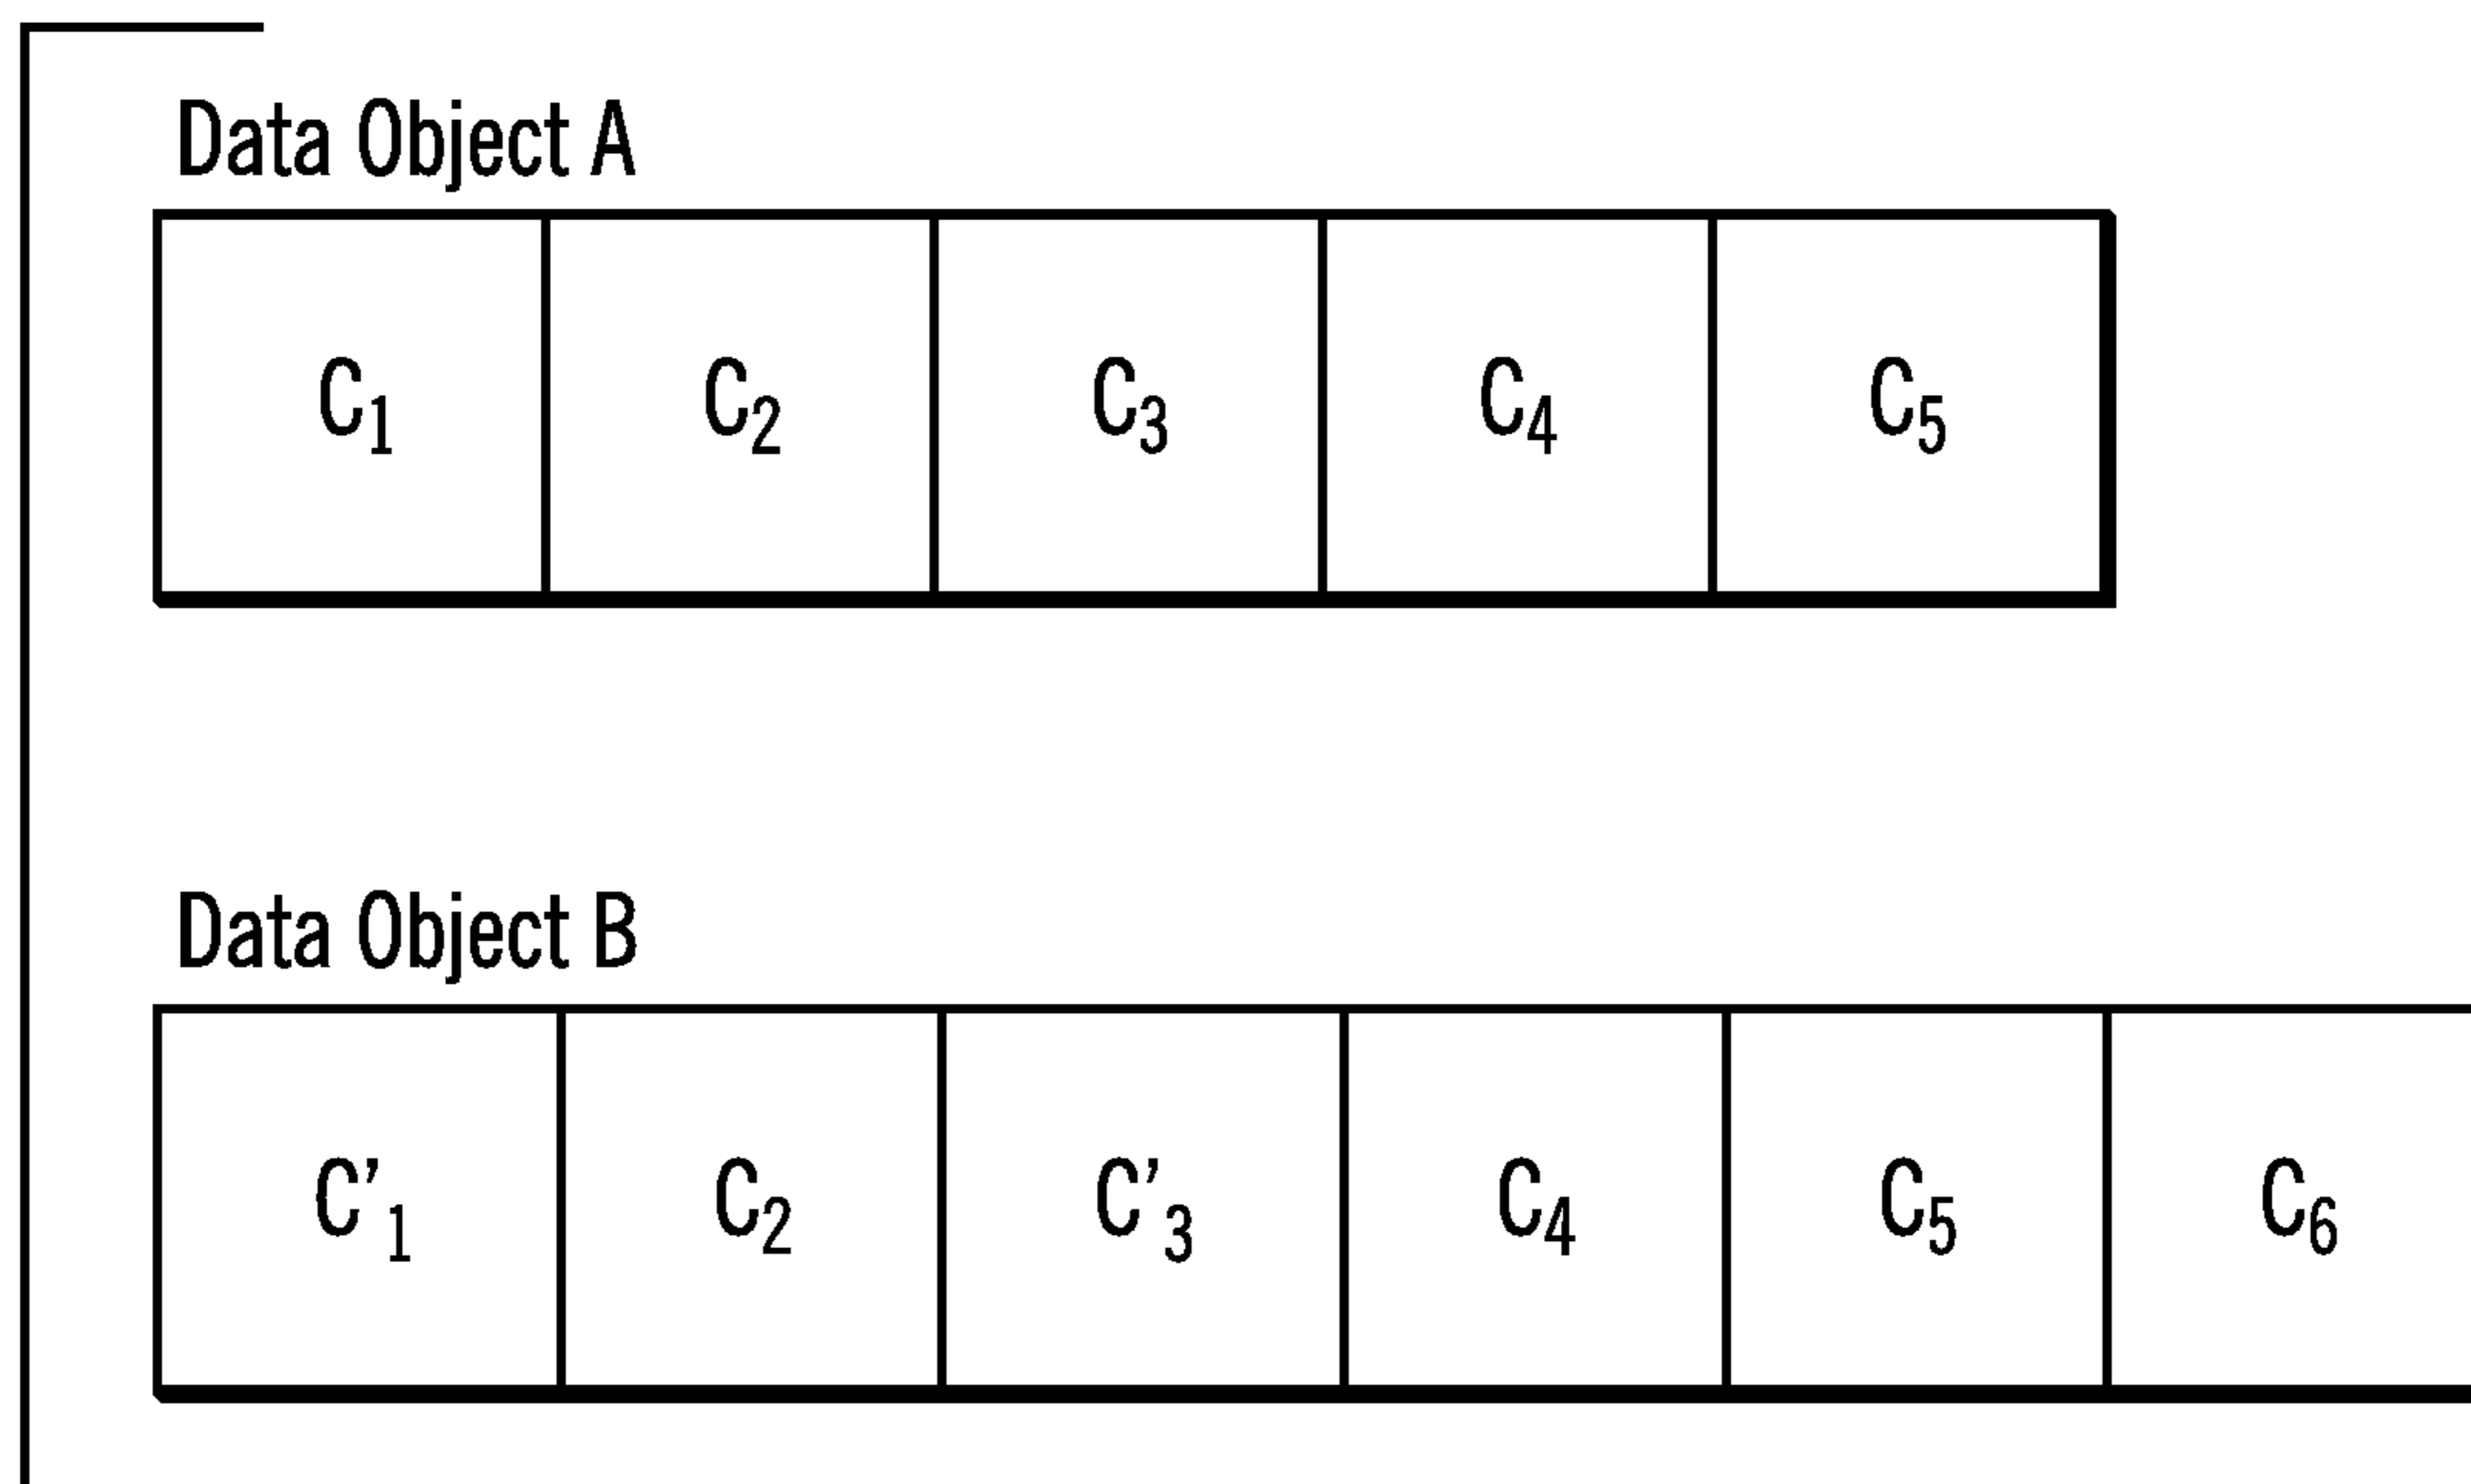 Data Object A
C₁ C₂ C₃ C₄ C₅
Data Object B
C’₁ C₂ C’₃ C₄ C₅ C₆